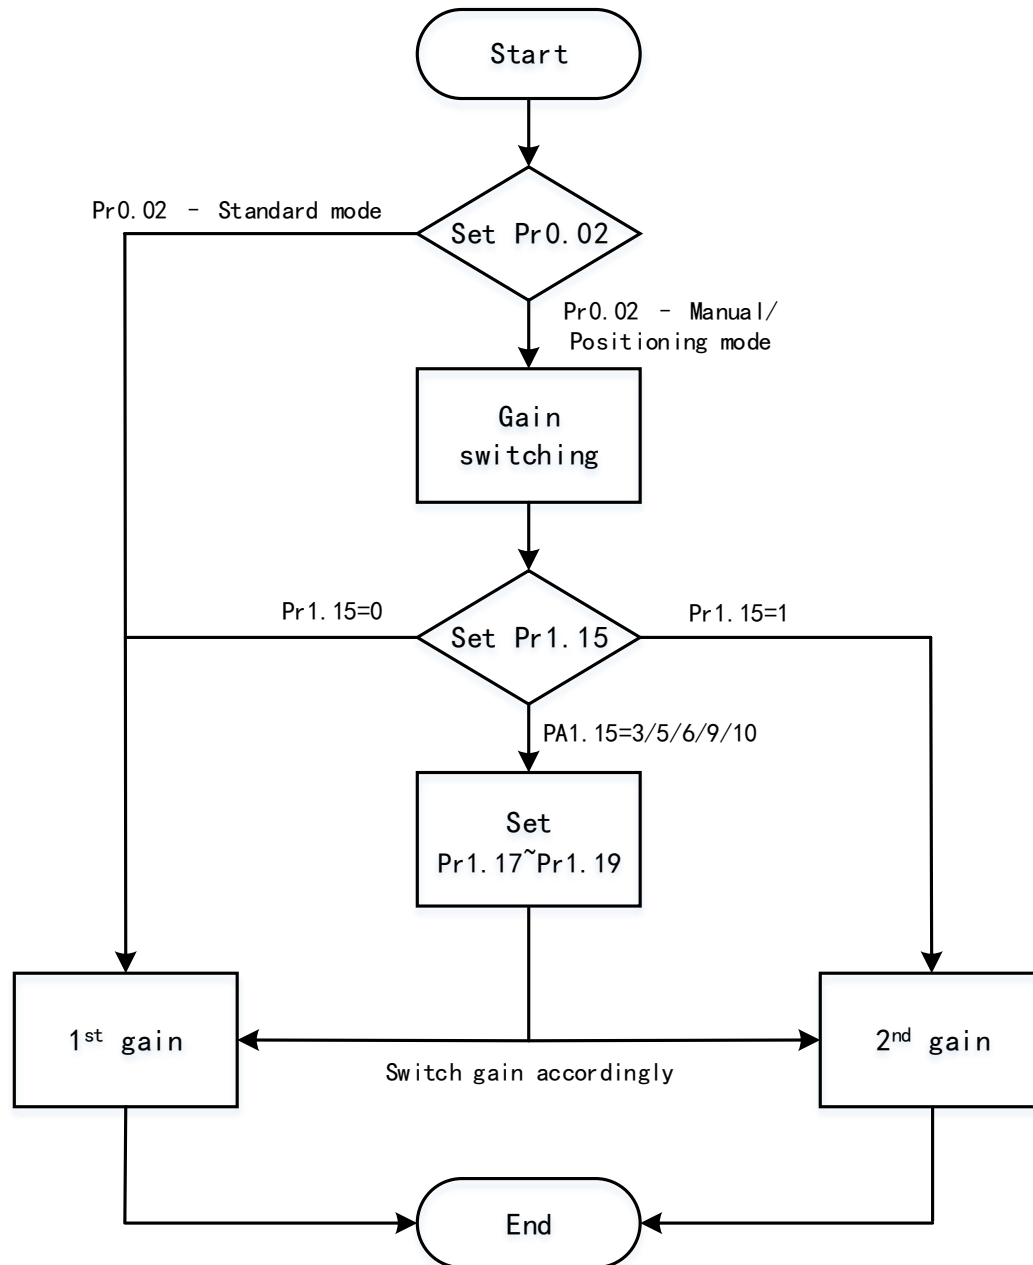 Start
Pr0.02 – Standard mode
Set Pr0.02
Pr0.02 – Manual/
Positioning mode
Gain
switching
Pr1.15=0
Set Pr1.15
Pr1.15=1
PA1.15=3/5/6/9/10
Set
Pr1.17~Pr1.19
1st gain
2nd gain
Switch gain accordingly
End